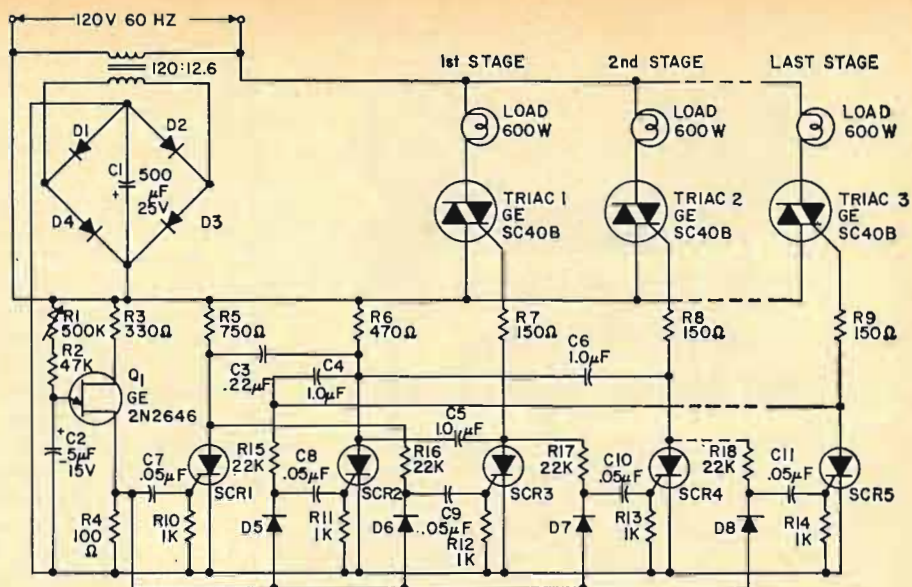 120V 60 HZ
120:12.6
1st STAGE
2nd STAGE
LAST STAGE
LOAD
600W
LOAD
600W
LOAD
600W
D1
D2
C1
+
500
μF
25V
D4
D3
TRIAC 1
GE
SC40B
TRIAC 2
GE
SC40B
TRIAC 3
GE
SC40B
R1
500K
R3
330Ω
R5
750Ω
R6
470Ω
R7
150Ω
R8
150Ω
R9
150Ω
R2
47K
Q1
GE
2N2646
C3
.22μF
C4
1.0μF
C6
1.0μF
C5
1.0μF
+
C2
.5μF
15V
C7
.05μF
R15
22K
C8
.05μF
R16
22K
R17
22K
C10
.05μF
R18
22K
C11
.05μF
SCR1
SCR2
SCR3
SCR4
SCR5
R4
100
Ω
R10
1K
D5
R11
1K
D6
C9
.05μF
R12
1K
D7
R13
1K
D8
R14
1K